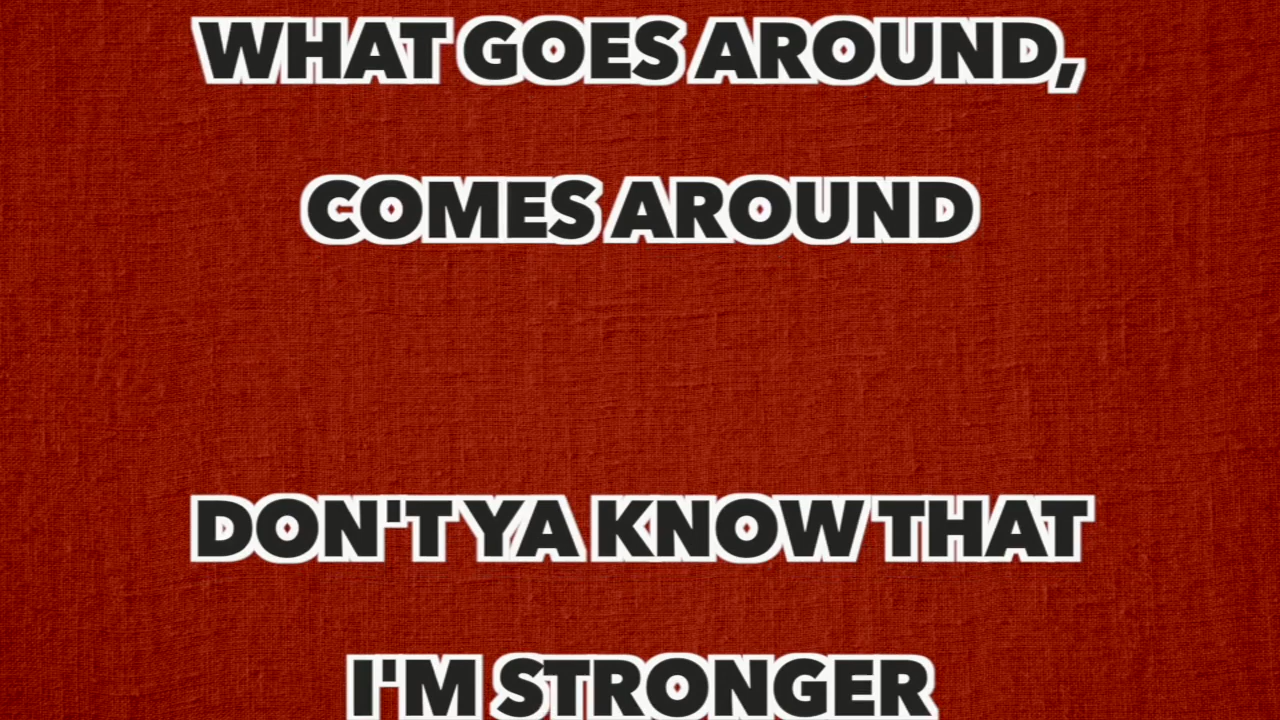 WHAT GOES AROUND,
COMES AROUND
DON'T YA KNOW THAT
I'M STRONGER